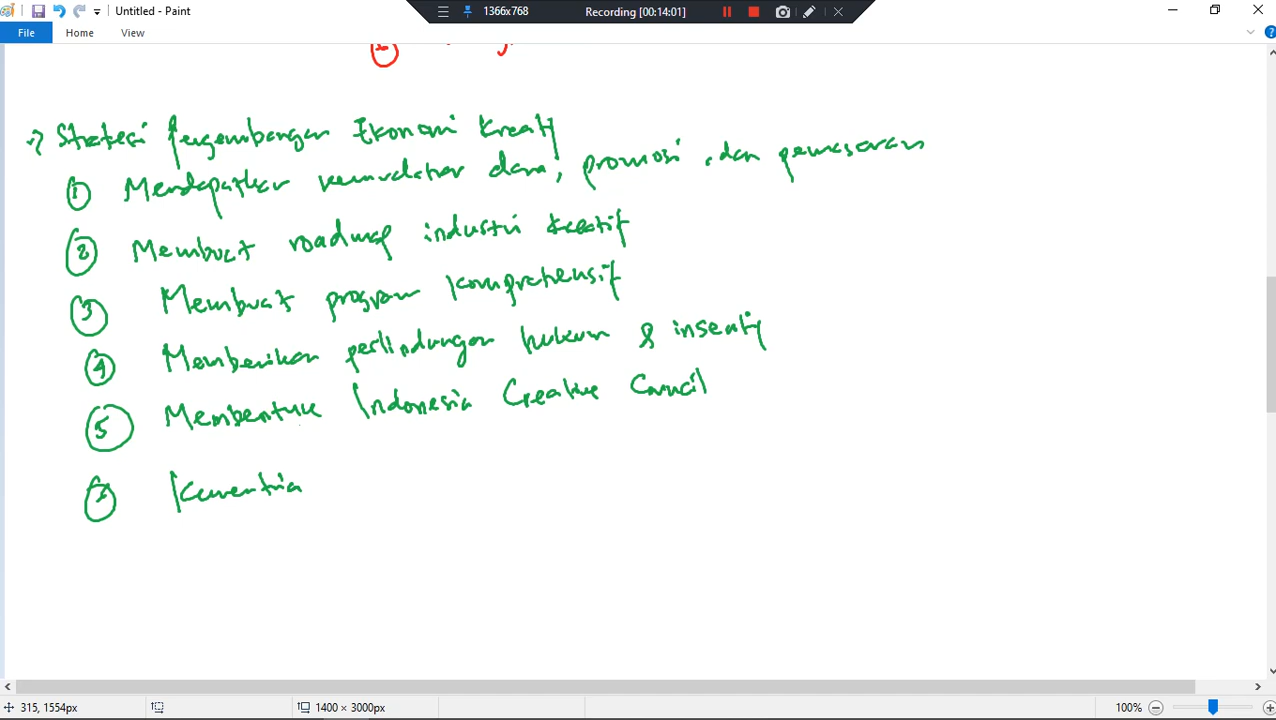 Untitled - Paint
1366x768
Recording [00:14:01]
File Home View
Strategi Pengembangan Ekonomi Kreatif
1 Mendapatkan kemudahan dana, promosi, dan pemasaran
2 Membuat roadmap industri kreatif
3 Membuat program komprehensif
4 Memberikan perlindungan hukum & insentif
5 Membentuk Indonesia Creative Council
315, 1554px
1400 × 3000px
100%